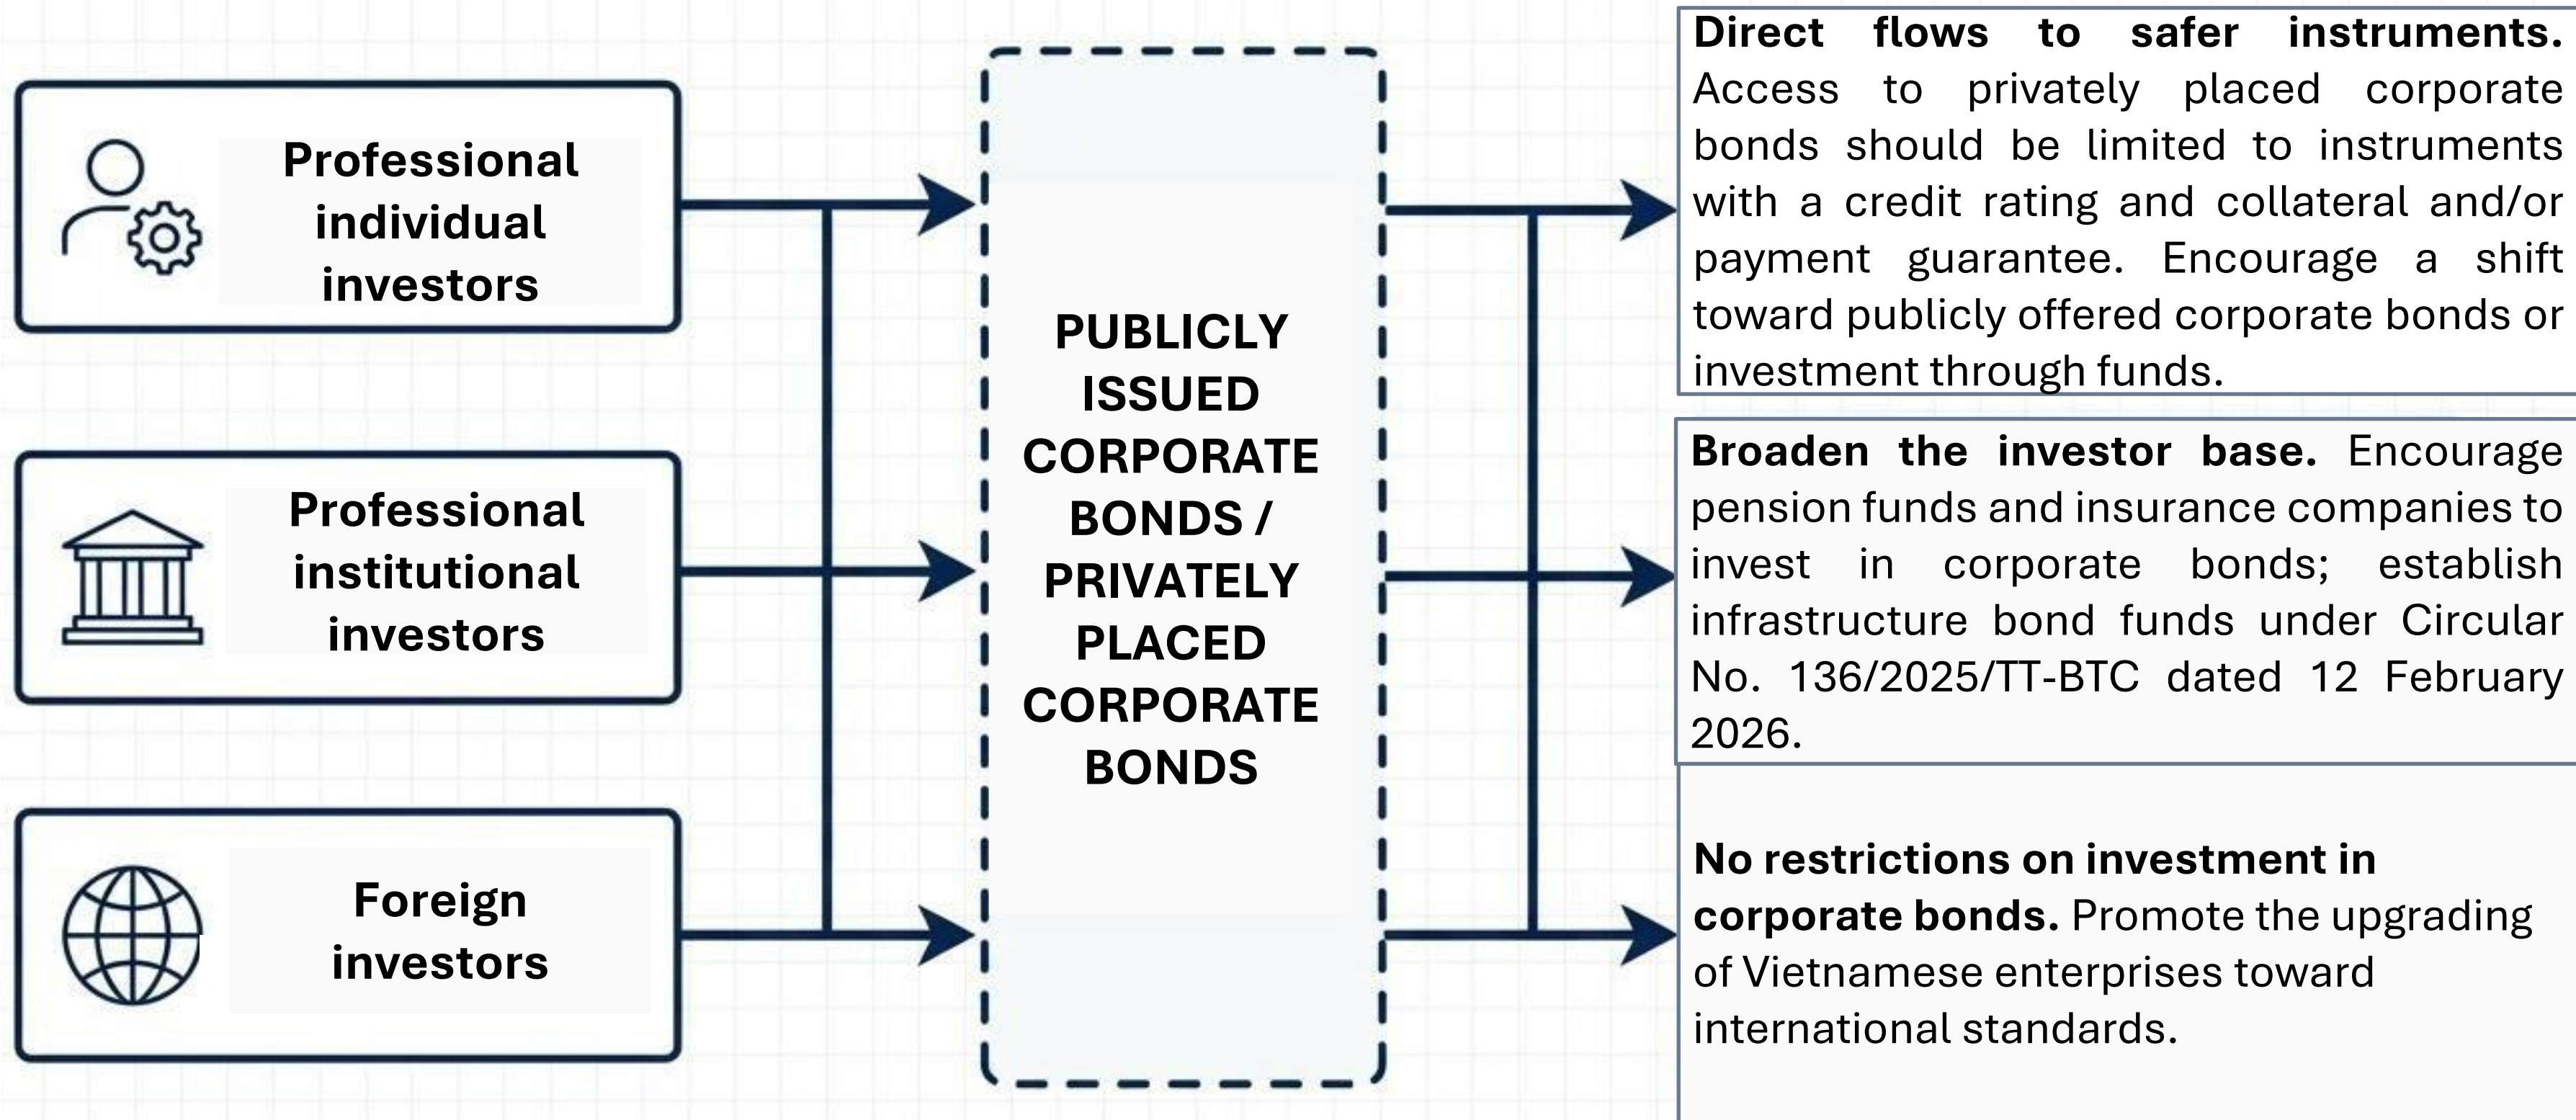 Professional
individual
investors
Professional
institutional
investors
Foreign
investors
PUBLICLY
ISSUED
CORPORATE
BONDS /
PRIVATELY
PLACED
CORPORATE
BONDS
Direct flows to safer instruments.
Access to privately placed corporate
bonds should be limited to instruments
with a credit rating and collateral and/or
payment guarantee. Encourage a shift
toward publicly offered corporate bonds or
investment through funds.
Broaden the investor base. Encourage
pension funds and insurance companies to
invest in corporate bonds; establish
infrastructure bond funds under Circular
No. 136/2025/TT-BTC dated 12 February
2026.
No restrictions on investment in
corporate bonds. Promote the upgrading
of Vietnamese enterprises toward
international standards.